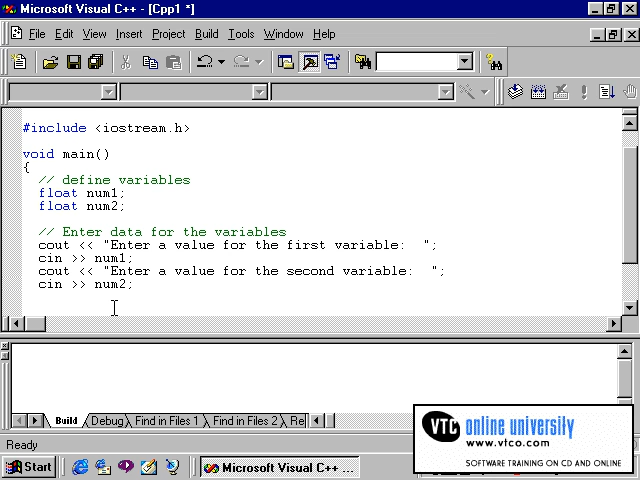 Microsoft Visual C++ - [Cpp1 *]
File Edit View Insert Project Build Tools Window Help
#include <iostream.h>
void main()
{
// define variables
float num1;
float num2;
// Enter data for the variables
cout << "Enter a value for the first variable:  ";
cin >> num1;
cout << "Enter a value for the second variable:  ";
cin >> num2;
Build Debug Find in Files 1 Find in Files 2 Re
Ready
VTC online university
www.vtco.com
SOFTWARE TRAINING ON CD AND ONLINE
Start Microsoft Visual C++ ...